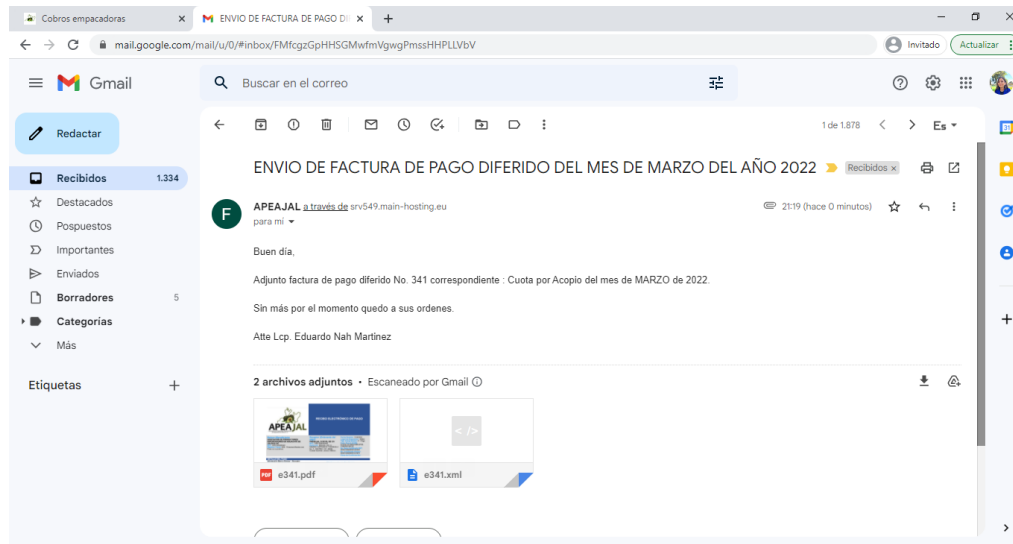 Cobros empacadoras
ENVIO DE FACTURA DE PAGO DI
mail.google.com/mail/u/0/#inbox/FMfcgzGpHHSGMwfmVgwgPmssHHPLLVbV
Invitado
Actualizar
Gmail
Buscar en el correo
Redactar
1 de 1.878
Es
ENVIO DE FACTURA DE PAGO DIFERIDO DEL MES DE MARZO DEL AÑO 2022
Recibidos ×
Recibidos 1.334
Destacados
Pospuestos
Importantes
Enviados
Borradores 5
Categorías
Más
Etiquetas
F
APEAJAL a través de srv549.main-hosting.eu
21:19 (hace 0 minutos)
para mí
Buen día,
Adjunto factura de pago diferido No. 341 correspondiente : Cuota por Acopio del mes de MARZO de 2022.
Sin más por el momento quedo a sus ordenes.
Atte Lcp. Eduardo Nah Martinez
2 archivos adjuntos • Escaneado por Gmail
APEAJAL
PDF e341.pdf
</>
e341.xml
31